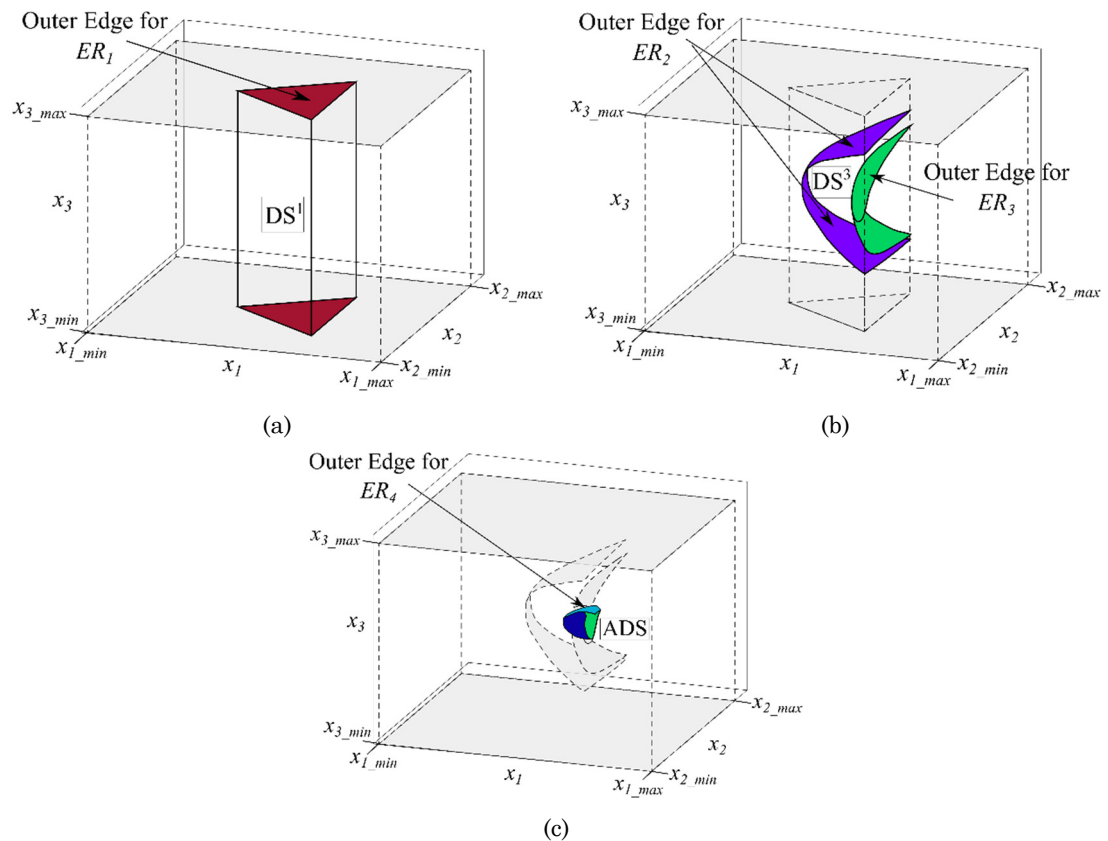 Outer Edge for
ER₁
x₃_max
x₃
DS¹
x₃_min
x₁_min
x₁
x₁_max
x₂_min
x₂
x₂_max
(a)
Outer Edge for
ER₂
x₃_max
x₃
DS³
Outer Edge for
ER₃
x₃_min
x₁_min
x₁
x₁_max
x₂_min
x₂
x₂_max
(b)
Outer Edge for
ER₄
x₃_max
x₃
ADS
x₃_min
x₁_min
x₁
x₁_max
x₂_min
x₂
x₂_max
(c)